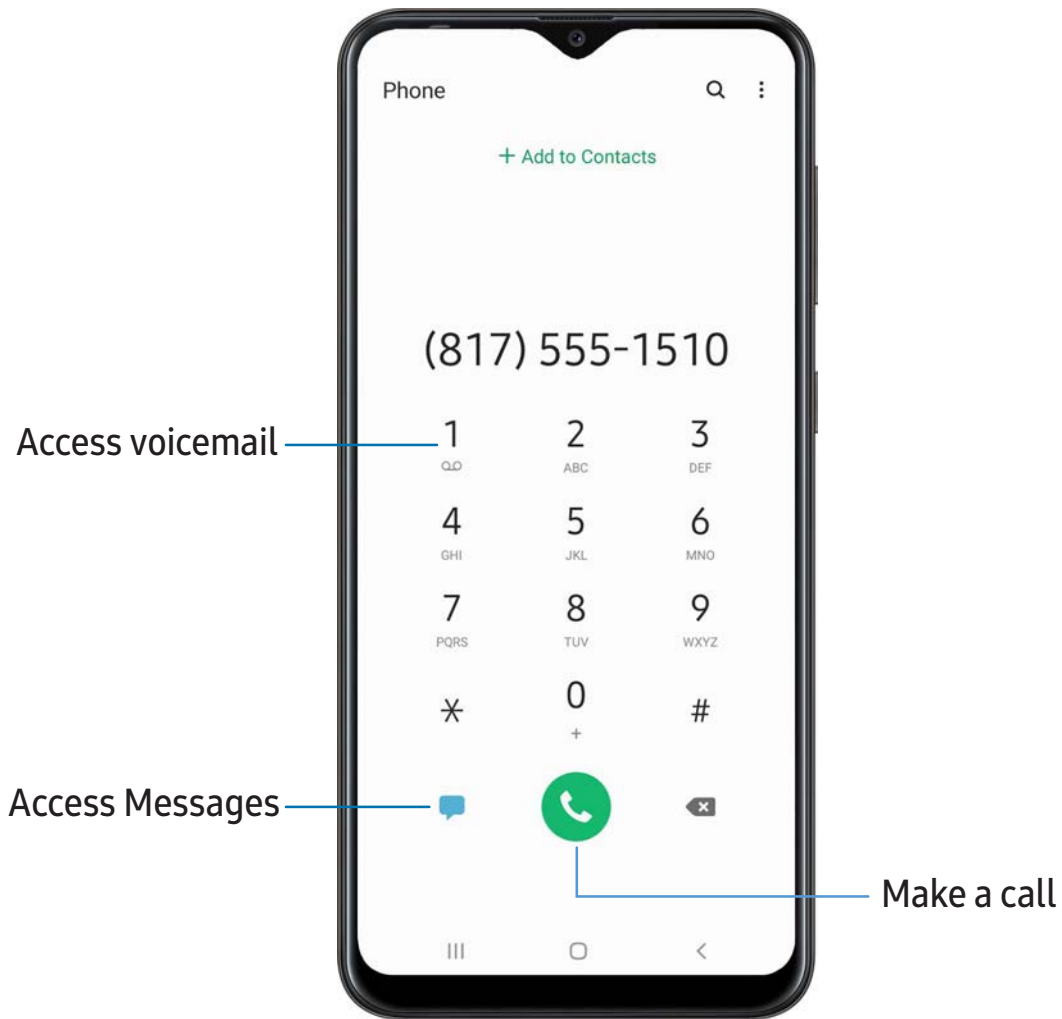 Phone
+ Add to Contacts
(817) 555-1510
Access voicemail
1 2 3
ABC DEF
4 5 6
GHI JKL MNO
7 8 9
PQRS TUV WXYZ
* 0 #
+
Access Messages
Make a call